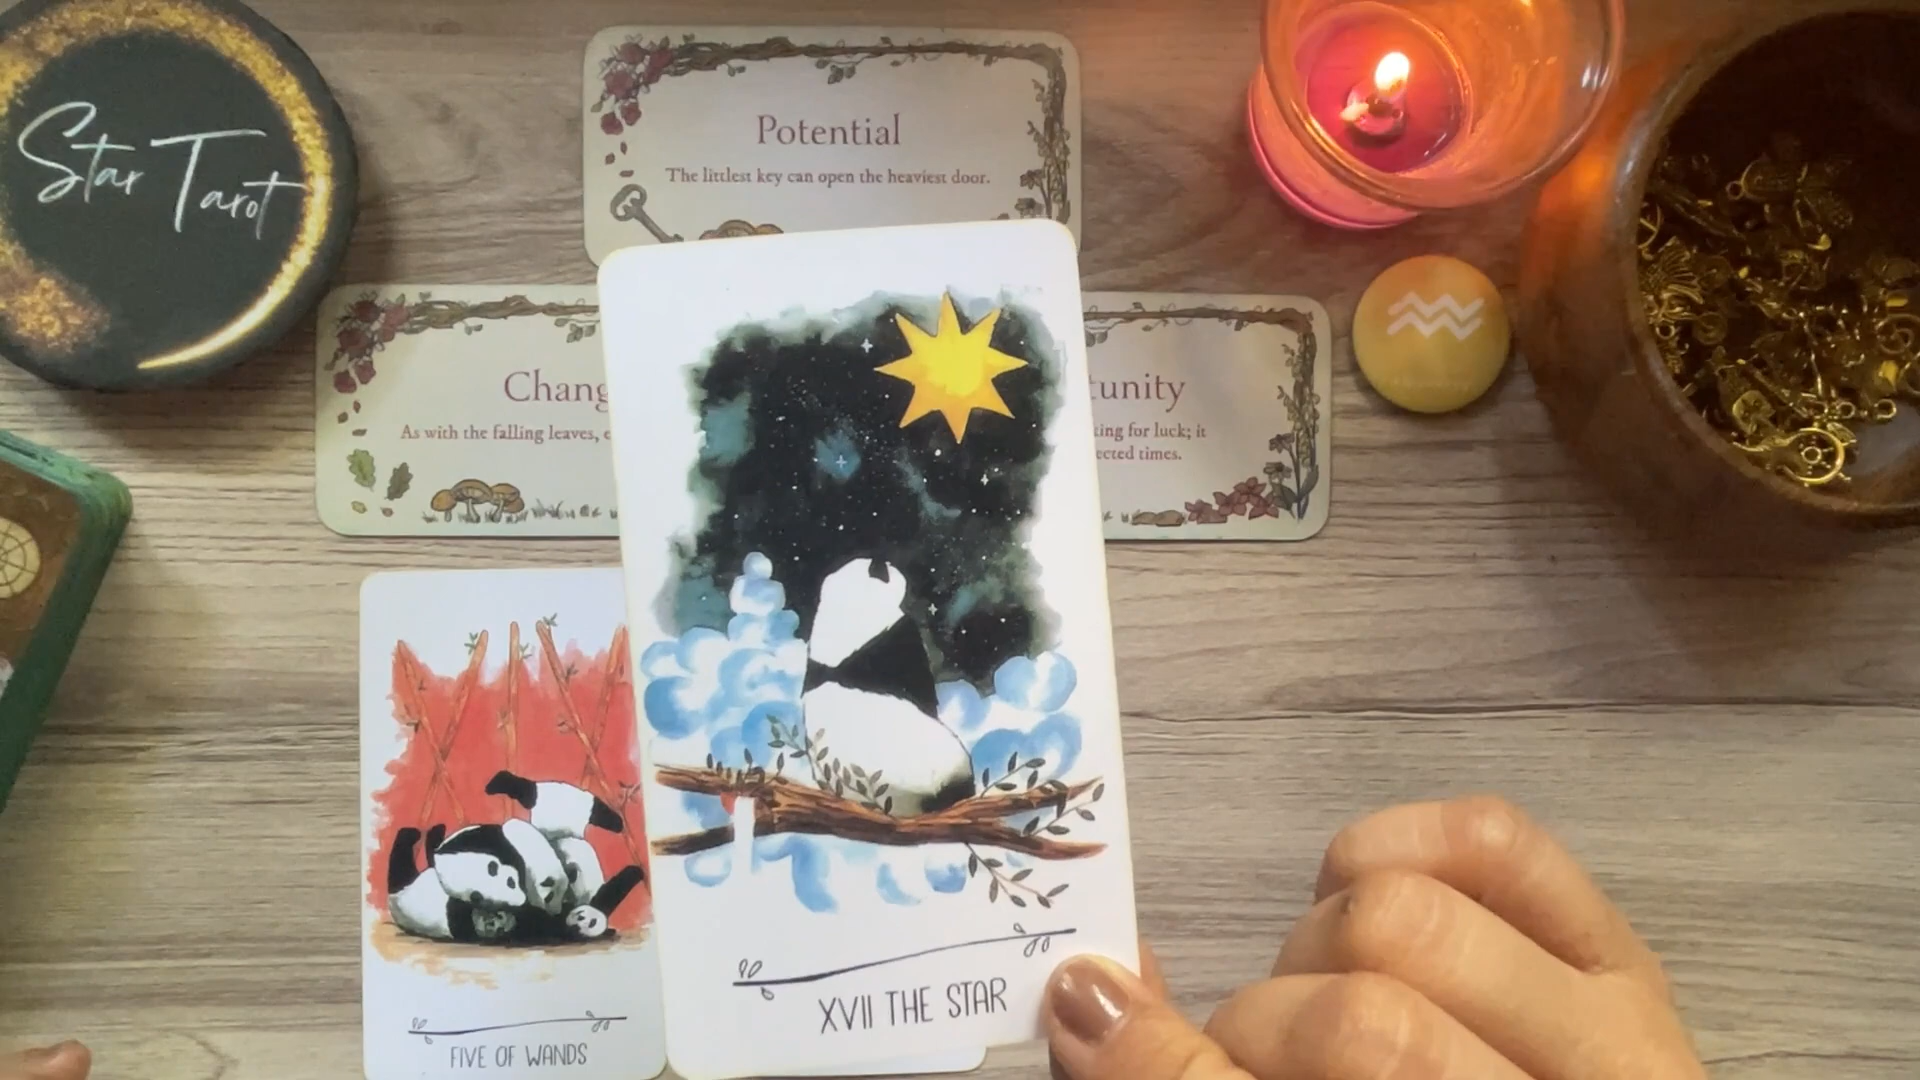 Star Tarot
Potential
The littlest key can open the heaviest door.
Chang
As with the falling leaves, e
tunity
ing for luck; it
ected times.
XVII THE STAR
FIVE OF WANDS